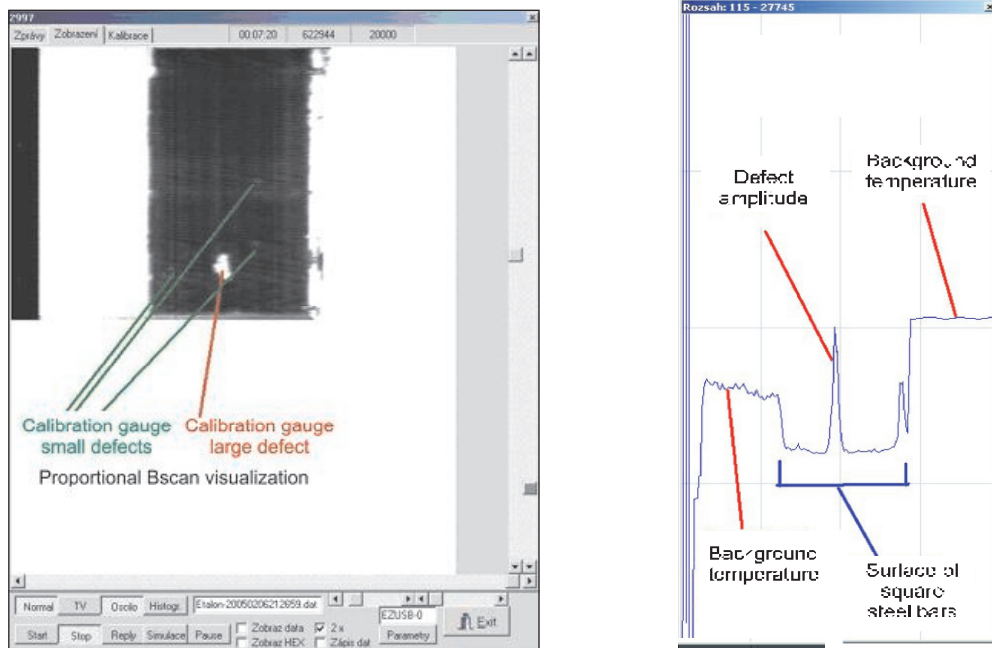 2997
Zprávy Zobrazení Kalibrace 00:07:20 622944 20000
Calibration gauge
small defects
Calibration gauge
large defect
Proportional Bscan visualization
Normal TV Oscilo Histogr. Etalon-20050206212659.dat
EZUSB-0
Exit
Start Stop Reply Simulace Pause Zobraz data 2x
Zobraz HEX Zápis dat Parametry
Rozsah: 115 - 27745
Defect
amplitude
Background
temperature
Background
temperature
Surface of
square
steel bars